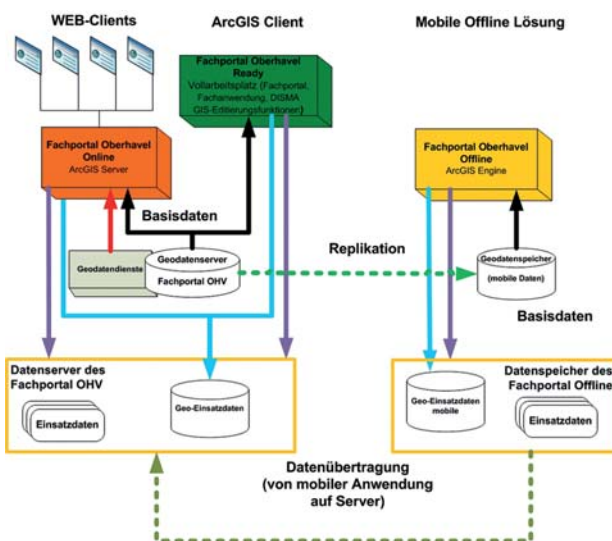 WEB-Clients
ArcGIS Client
Mobile Offline Lösung
Fachportal Oberhavel
Ready
Vollarbeitsplatz (Fachportal,
Fachanwendung, DISMA
GIS-Editierungsfunktionen)
Fachportal Oberhavel
Online
ArcGIS Server
Fachportal Oberhavel
Offline
ArcGIS Engine
Basisdaten
Geodatendienste
Geodatenserver
Fachportal OHV
Replikation
Geodatenspeicher
(mobile Daten)
Basisdaten
Datenserver des
Fachportal OHV
Einsatzdaten
Geo-Einsatzdaten
Geo-Einsatzdaten
mobile
Datenspeicher des
Fachportal Offline
Einsatzdaten
Datenübertragung
(von mobiler Anwendung
auf Server)